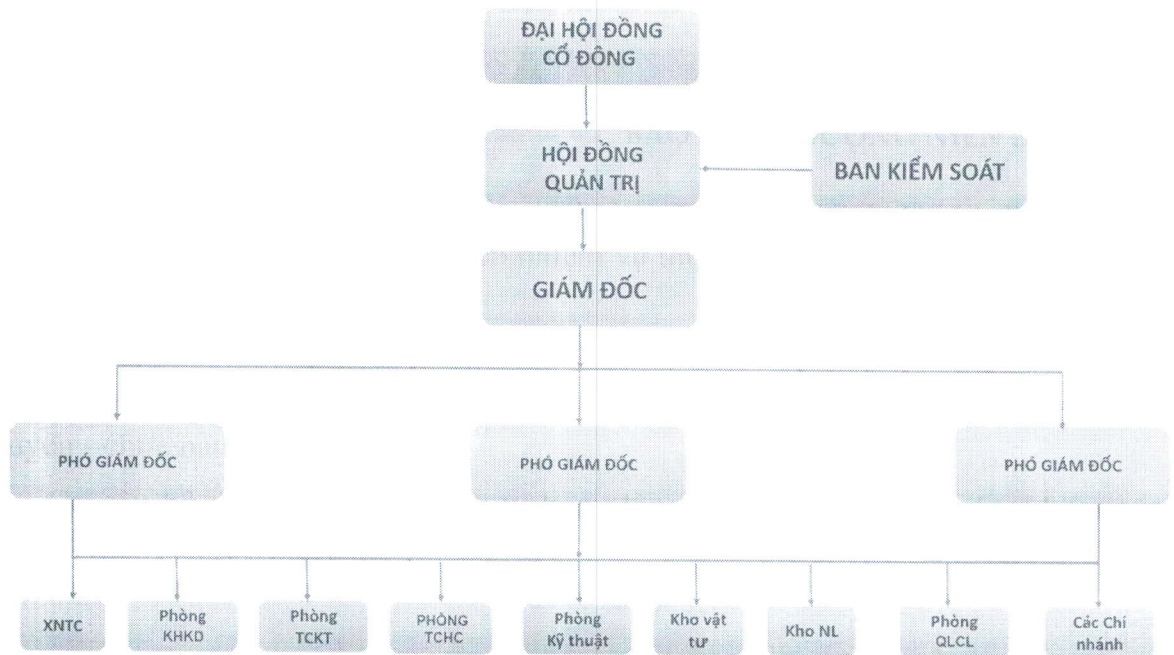 ĐẠI HỘI ĐỒNG
CỔ ĐÔNG
HỘI ĐỒNG
QUẢN TRỊ
BAN KIỂM SOÁT
GIÁM ĐỐC
PHÓ GIÁM ĐỐC
PHÓ GIÁM ĐỐC
PHÓ GIÁM ĐỐC
XNTC
Phòng
KHKD
Phòng
TCKT
PHÒNG
TCHC
Phòng
Kỹ thuật
Kho vật
tư
Kho NL
Phòng
QLCL
Các Chi
nhánh